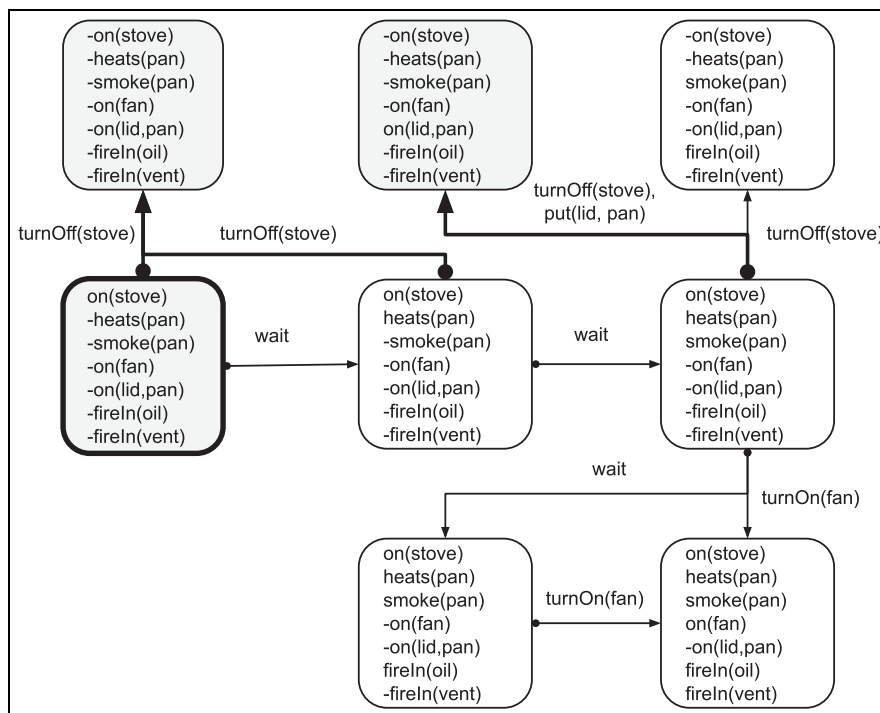 -on(stove)
-heats(pan)
-smoke(pan)
-on(fan)
-on(lid,pan)
-fireIn(oil)
-fireIn(vent)
-on(stove)
-heats(pan)
-smoke(pan)
-on(fan)
on(lid,pan)
-fireIn(oil)
-fireIn(vent)
-on(stove)
-heats(pan)
smoke(pan)
-on(fan)
-on(lid,pan)
fireIn(oil)
-fireIn(vent)
turnOff(stove)
turnOff(stove)
turnOff(stove),
put(lid, pan)
turnOff(stove)
on(stove)
-heats(pan)
-smoke(pan)
-on(fan)
-on(lid,pan)
-fireIn(oil)
-fireIn(vent)
wait
on(stove)
heats(pan)
-smoke(pan)
-on(fan)
-on(lid,pan)
-fireIn(oil)
-fireIn(vent)
wait
on(stove)
heats(pan)
smoke(pan)
-on(fan)
-on(lid,pan)
-fireIn(oil)
-fireIn(vent)
wait
turnOn(fan)
on(stove)
heats(pan)
smoke(pan)
-on(fan)
-on(lid,pan)
fireIn(oil)
-fireIn(vent)
turnOn(fan)
on(stove)
heats(pan)
smoke(pan)
on(fan)
-on(lid,pan)
fireIn(oil)
fireIn(vent)